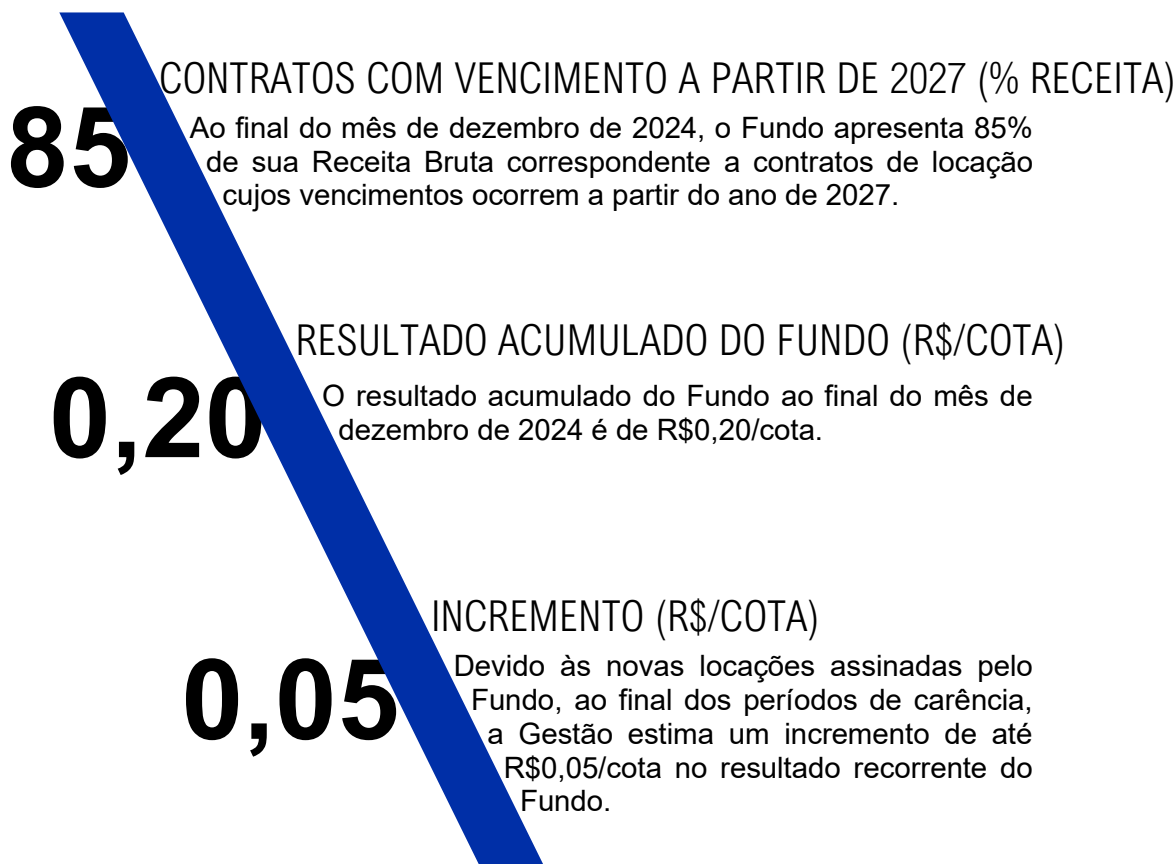 CONTRATOS COM VENCIMENTO A PARTIR DE 2027 (% RECEITA)
85
Ao final do mês de dezembro de 2024, o Fundo apresenta 85%
de sua Receita Bruta correspondente a contratos de locação
cujos vencimentos ocorrem a partir do ano de 2027.
RESULTADO ACUMULADO DO FUNDO (R$/COTA)
0,20
O resultado acumulado do Fundo ao final do mês de
dezembro de 2024 é de R$0,20/cota.
INCREMENTO (R$/COTA)
0,05
Devido às novas locações assinadas pelo
Fundo, ao final dos períodos de carência,
a Gestão estima um incremento de até
R$0,05/cota no resultado recorrente do
Fundo.